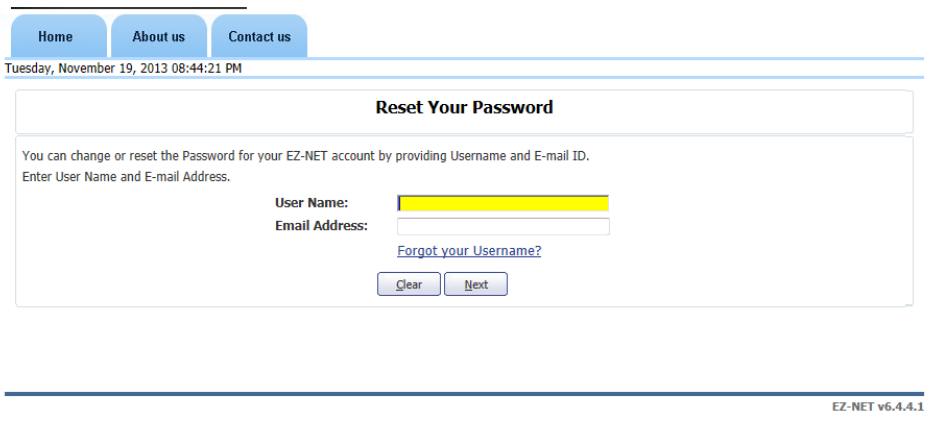 Home About us Contact us
Tuesday, November 19, 2013 08:44:21 PM
Reset Your Password
You can change or reset the Password for your EZ-NET account by providing Username and E-mail ID.
Enter User Name and E-mail Address.
User Name:
Email Address:
Forgot your Username?
Clear Next
EZ-NET v6.4.4.1